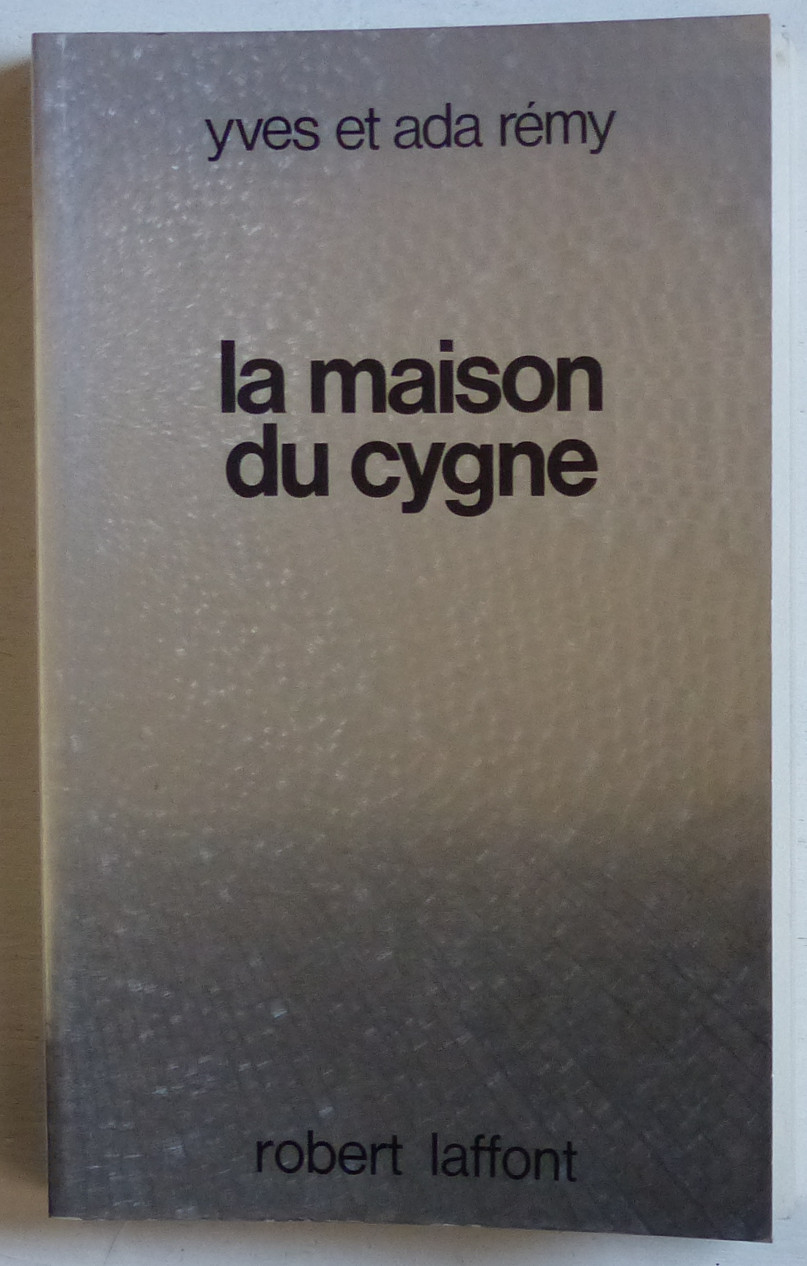 yves et ada rémy
la maison
du cygne
robert laffont